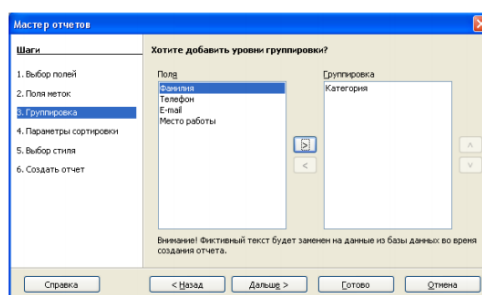 Мастер отчетов
Шаги
1. Выбор полей
2. Поля меток
3. Группировка
4. Параметры сортировки
5. Выбор стиля
6. Создать отчет
Хотите добавить уровни группировки?
Поля
Фамилия
Телефон
E-mail
Место работы
>
<
Группировка
Категория
Внимание! Фиктивный текст будет заменен на данные из базы данных во время
создания отчета.
Справка
< Назад
Дальше >
Готово
Отмена